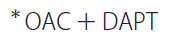 *OAC + DAPT